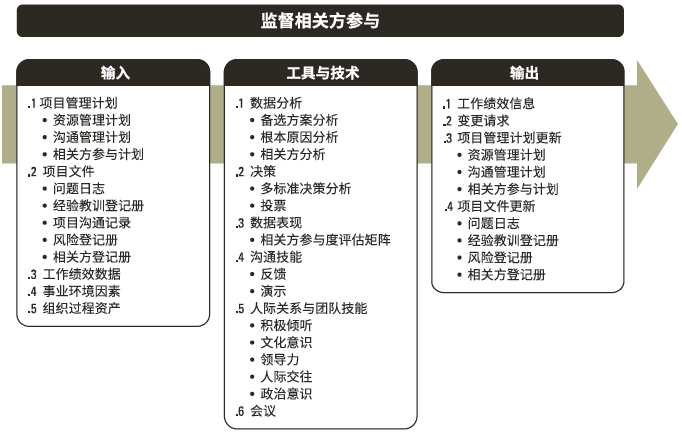 监督相关方参与
输入
.1 项目管理计划
• 资源管理计划
• 沟通管理计划
• 相关方参与计划
.2 项目文件
• 问题日志
• 经验教训登记册
• 项目沟通记录
• 风险登记册
• 相关方登记册
.3 工作绩效数据
.4 事业环境因素
.5 组织过程资产
工具与技术
.1 数据分析
• 备选方案分析
• 根本原因分析
• 相关方分析
.2 决策
• 多标准决策分析
• 投票
.3 数据表现
• 相关方参与度评估矩阵
.4 沟通技能
• 反馈
• 演示
.5 人际关系与团队技能
• 积极倾听
• 文化意识
• 领导力
• 人际交往
• 政治意识
.6 会议
输出
.1 工作绩效信息
.2 变更请求
.3 项目管理计划更新
• 资源管理计划
• 沟通管理计划
• 相关方参与计划
.4 项目文件更新
• 问题日志
• 经验教训登记册
• 风险登记册
• 相关方登记册